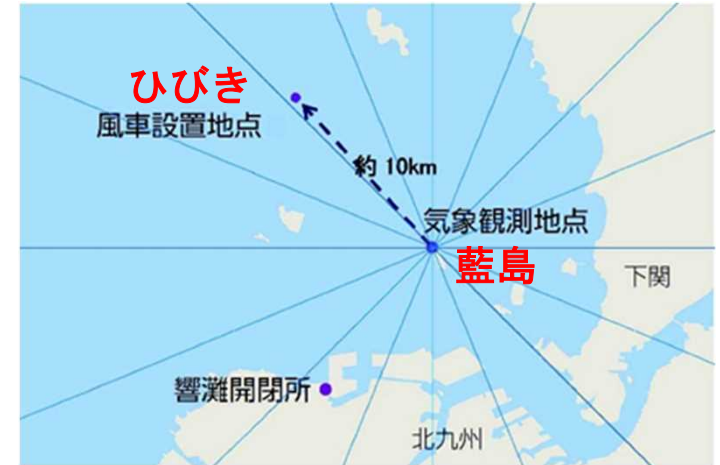 ひびき
風車設置地点
約 10km
気象観測地点
藍島
下関
響灘開閉所
北九州